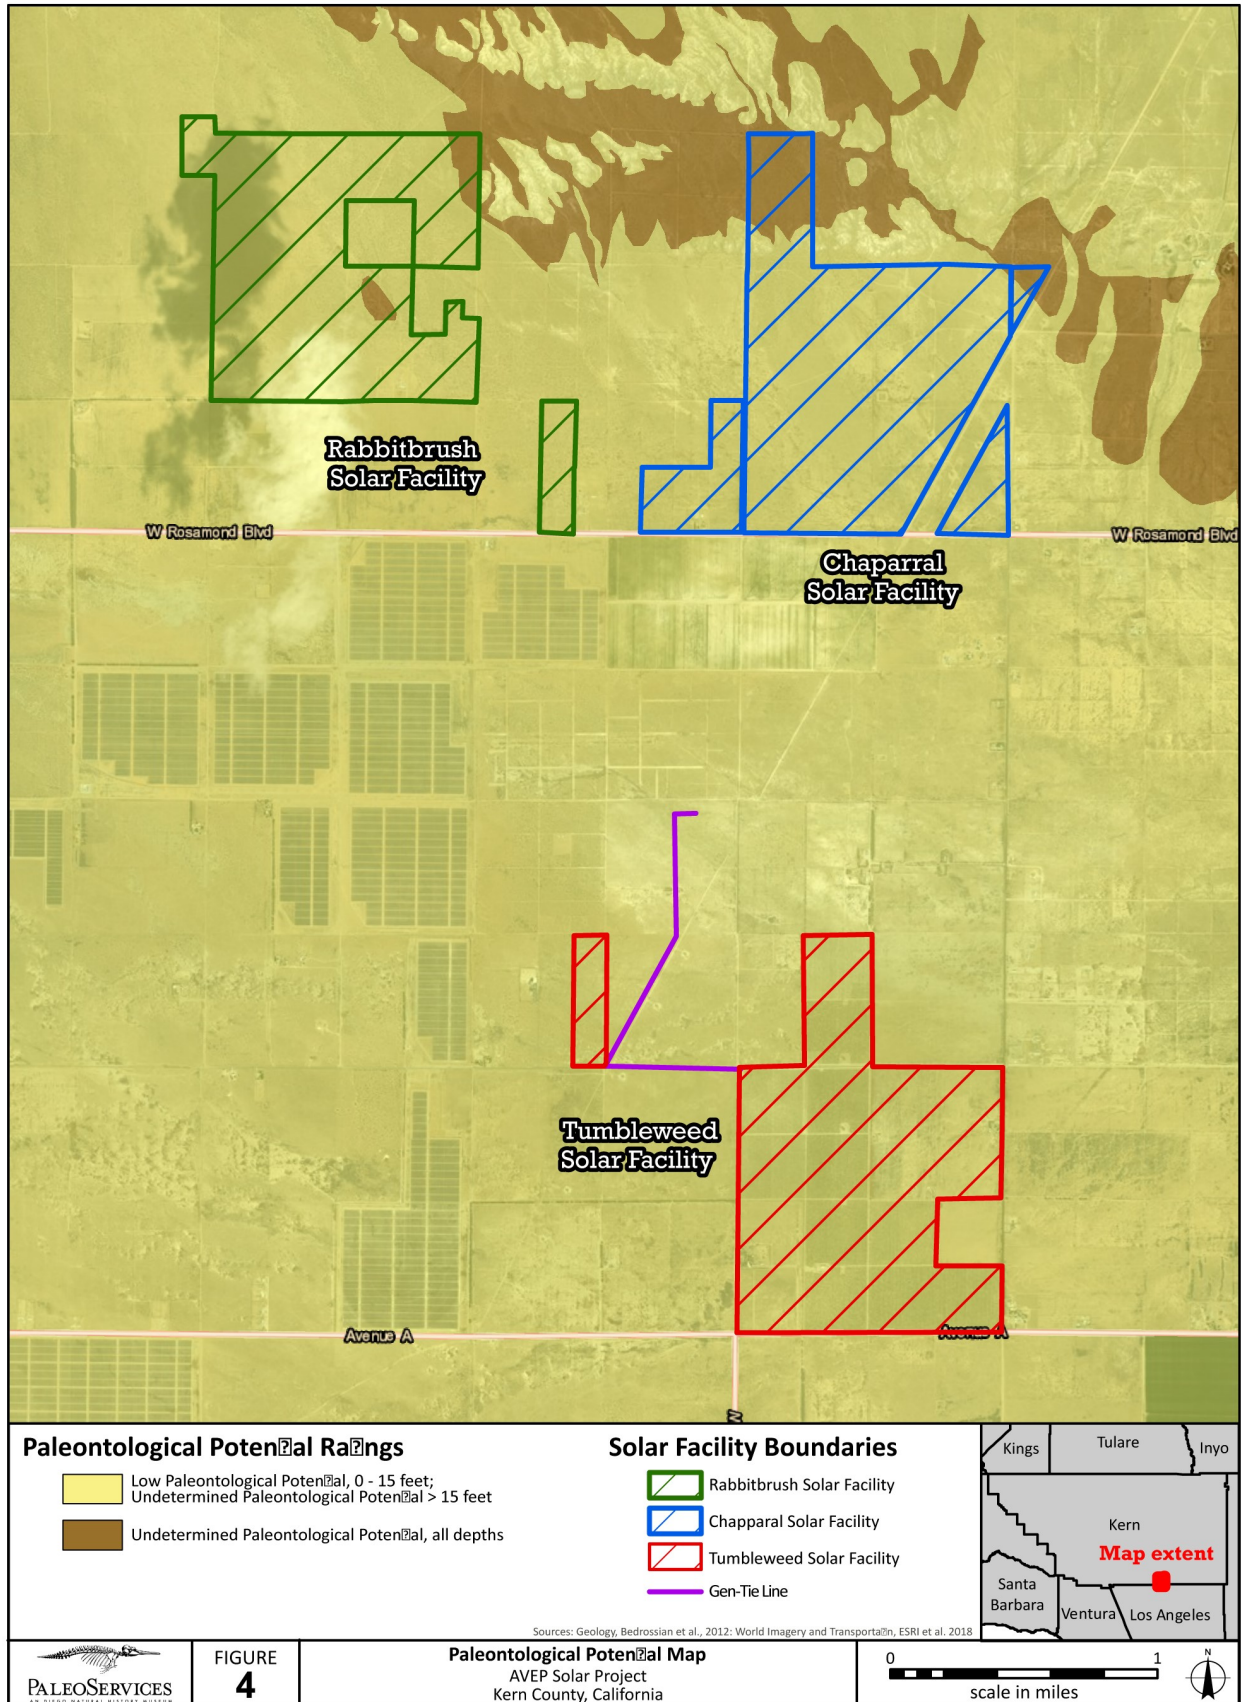 Rabbitbrush
Solar Facility
W Rosamond Blvd
W Rosamond Blvd
Chaparral
Solar Facility
Tumbleweed
Solar Facility
Avenue A
Avenue A
W
Paleontological Poten⍰al Ra⍰ngs
Low Paleontological Poten⍰al, 0 - 15 feet;
Undetermined Paleontological Poten⍰al > 15 feet
Undetermined Paleontological Poten⍰al, all depths
Solar Facility Boundaries
Rabbitbrush Solar Facility
Chapparal Solar Facility
Tumbleweed Solar Facility
Gen-Tie Line
Kings
Tulare
Inyo
Kern
Map extent
Santa
Barbara
Ventura
Los Angeles
Sources: Geology, Bedrossian et al., 2012: World Imagery and Transporta⍰n, ESRI et al. 2018
PALEOSERVICES
FIGURE
4
Paleontological Poten⍰al Map
AVEP Solar Project
Kern County, California
0 1
scale in miles
N